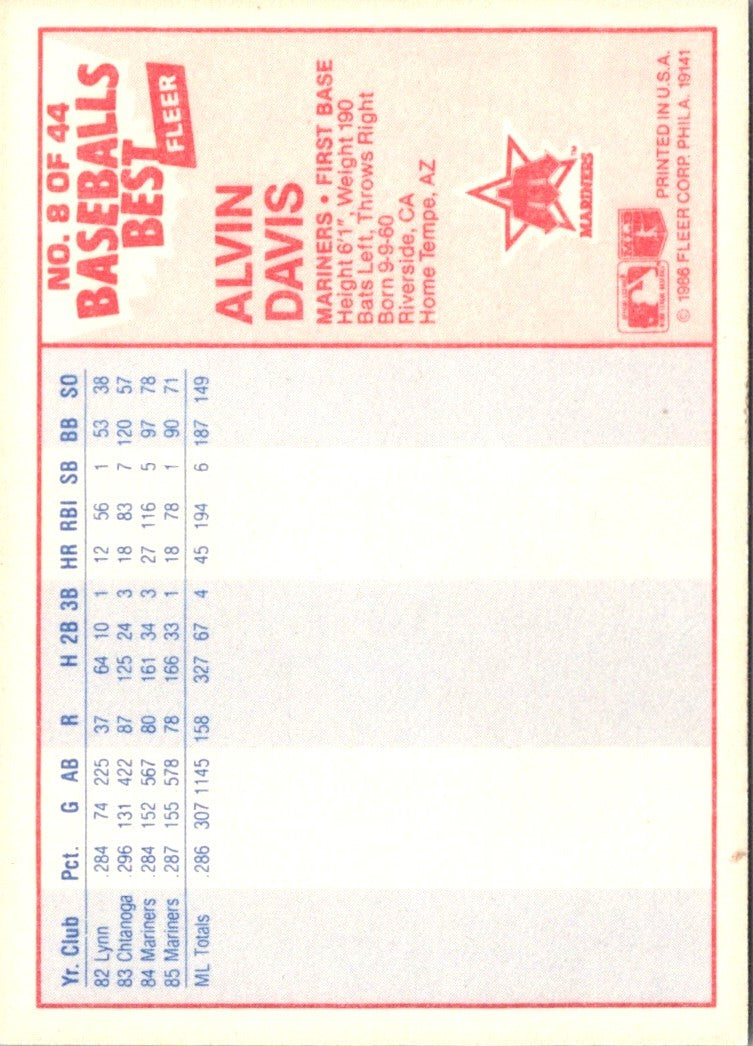 NO. 8 OF 44
BASEBALLS
BEST
FLEER
ALVIN
DAVIS
MARINERS • FIRST BASE
Height 6'1", Weight 190
Bats Left, Throws Right
Born 9-9-60
Riverside, CA
Home Tempe, AZ
MARINERS
TM
MLB
PRINTED IN U.S.A.
© 1986 FLEER CORP. PHILA. 19141
Yr. Club Pct. G AB R H 2B 3B HR RBI SB BB SO
82 Lynn .284 74 225 37 64 10 1 12 56 1 53 38
83 Chtanoga .296 131 422 87 125 24 3 18 83 7 120 57
84 Mariners .284 152 567 80 161 34 3 27 116 5 97 78
85 Mariners .287 155 578 78 166 33 1 18 78 1 90 71
ML Totals .286 307 1145 158 327 67 4 45 194 6 187 149